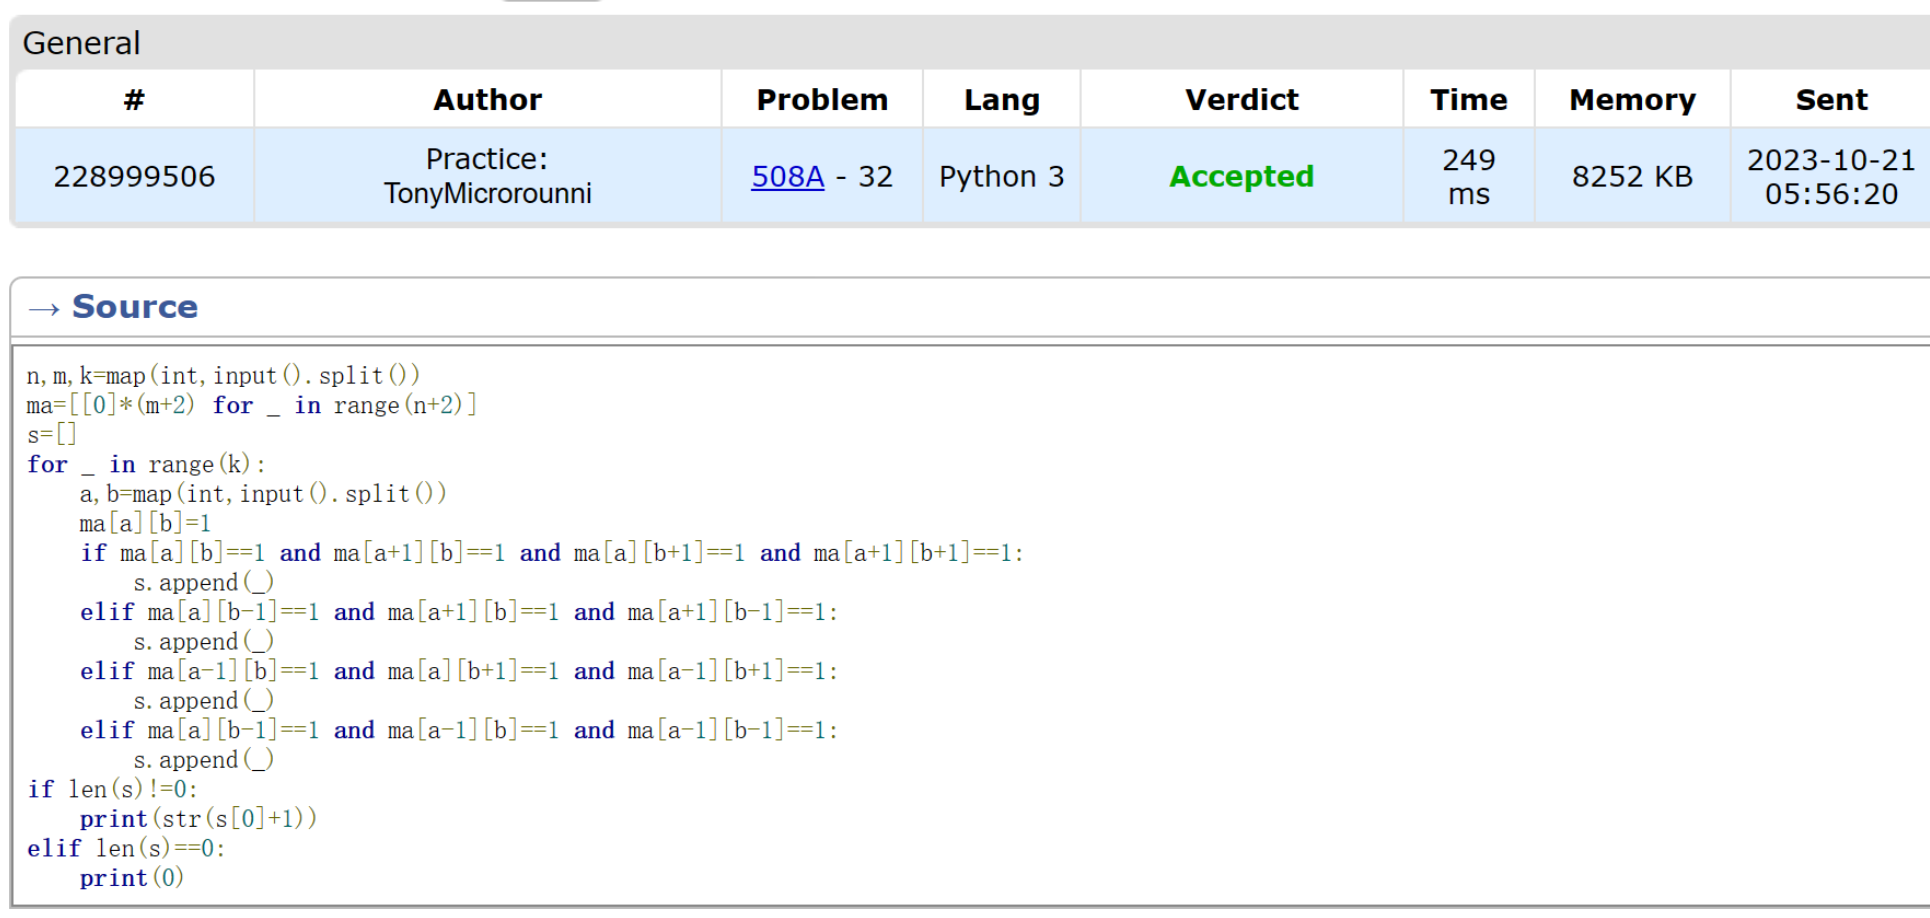 General
# Author Problem Lang Verdict Time Memory Sent
228999506 Practice: TonyMicrorounni 508A - 32 Python 3 Accepted 249 ms 8252 KB 2023-10-21 05:56:20
→ Source
n,m,k=map(int,input().split())
ma=[[0]*(m+2) for _ in range(n+2)]
s=[]
for _ in range(k):
    a,b=map(int,input().split())
    ma[a][b]=1
    if ma[a][b]==1 and ma[a+1][b]==1 and ma[a][b+1]==1 and ma[a+1][b+1]==1:
        s.append(_)
    elif ma[a][b-1]==1 and ma[a+1][b]==1 and ma[a+1][b-1]==1:
        s.append(_)
    elif ma[a-1][b]==1 and ma[a][b+1]==1 and ma[a-1][b+1]==1:
        s.append(_)
    elif ma[a][b-1]==1 and ma[a-1][b]==1 and ma[a-1][b-1]==1:
        s.append(_)
if len(s)!=0:
    print(str(s[0]+1))
elif len(s)==0:
    print(0)